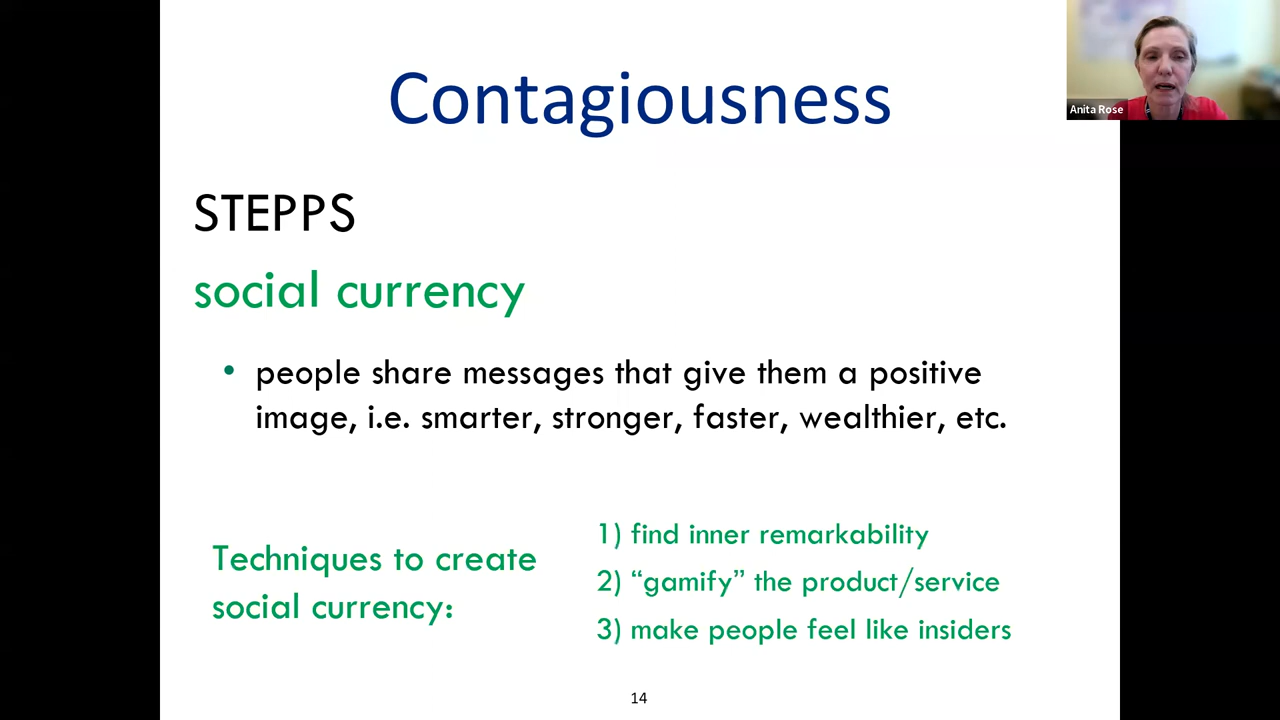 Contagiousness
Anita Rose
STEPPS
social currency
• people share messages that give them a positive
image, i.e. smarter, stronger, faster, wealthier, etc.
Techniques to create
social currency:
1) find inner remarkability
2) “gamify” the product/service
3) make people feel like insiders
14